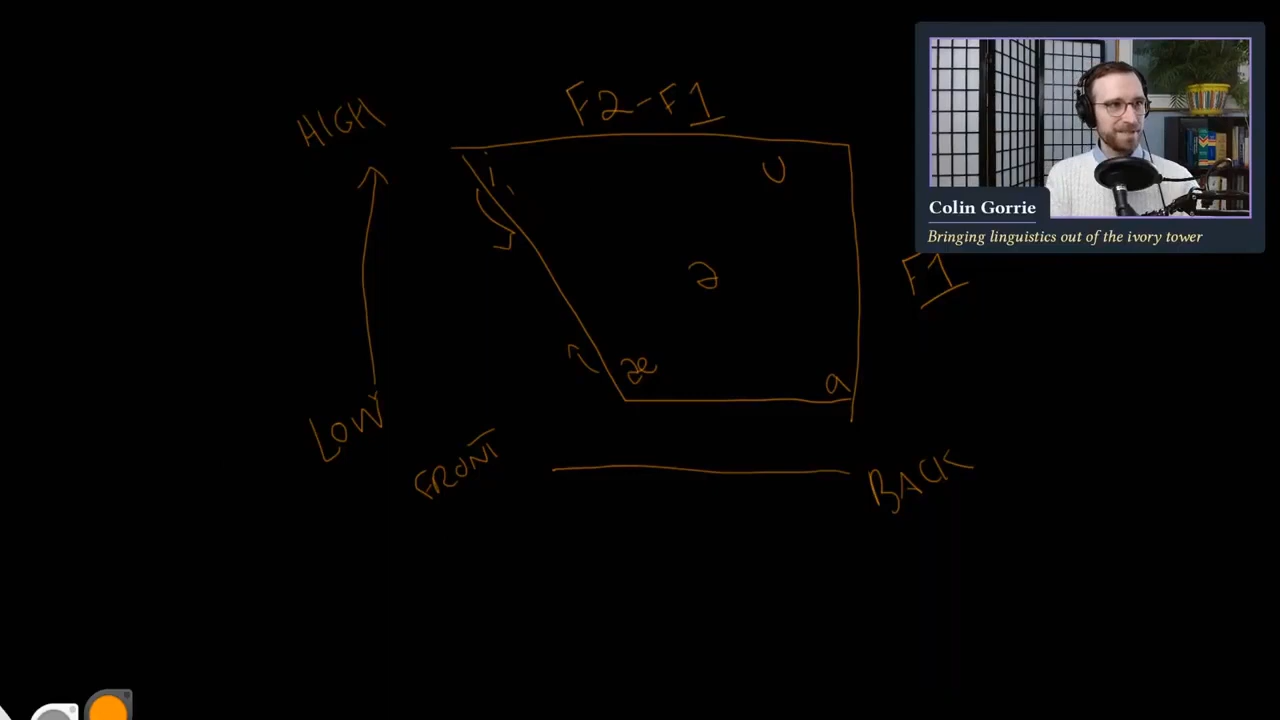 HIGH
F2-F1
i
u
Colin Gorrie
Bringing linguistics out of the ivory tower
F1
ə
æ
a
LOW
FRONT
BACK